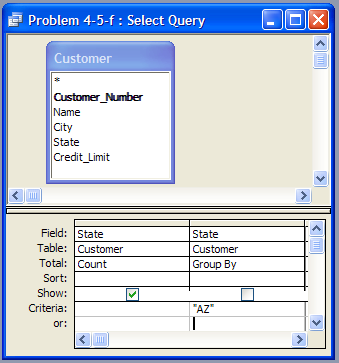 Problem 4-5-f : Select Query
Customer
*
Customer_Number
Name
City
State
Credit_Limit
Field: State State
Table: Customer Customer
Total: Count Group By
Sort:
Show:
Criteria: "AZ"
or: